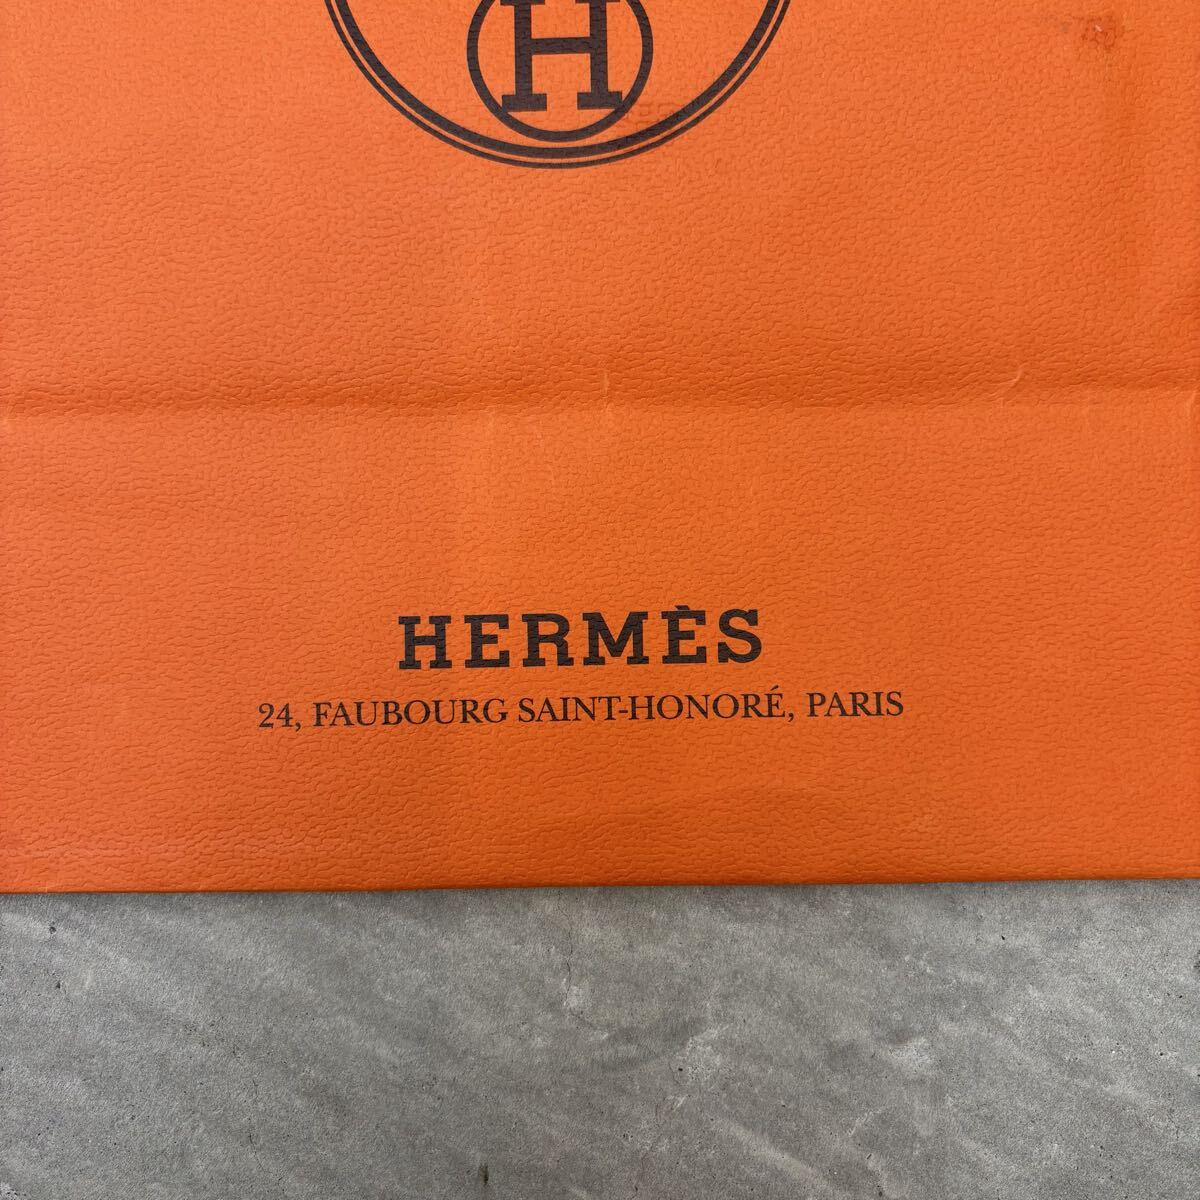 H
HERMÈS
24, FAUBOURG SAINT-HONORÉ, PARIS